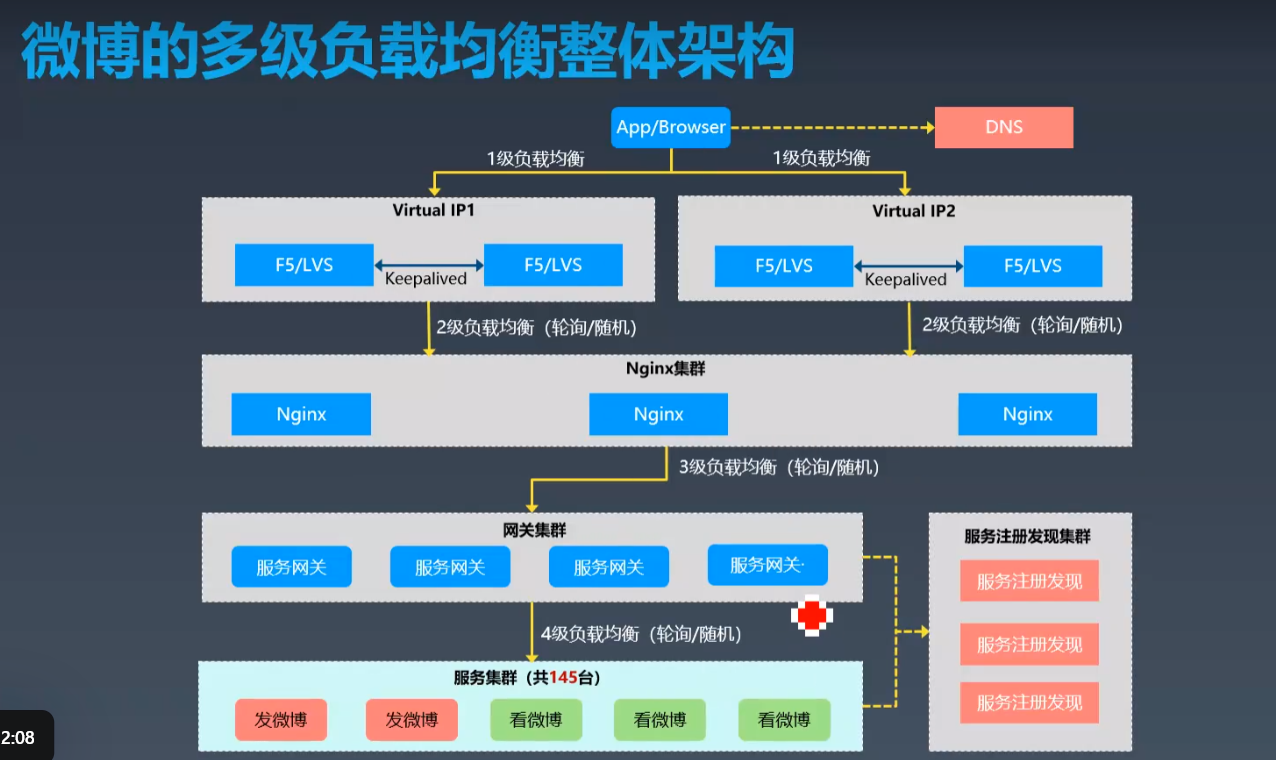 微博的多级负载均衡整体架构
App/Browser
DNS
1级负载均衡
1级负载均衡
Virtual IP1
Virtual IP2
F5/LVS
Keepalived
F5/LVS
F5/LVS
Keepalived
F5/LVS
2级负载均衡（轮询/随机）
2级负载均衡（轮询/随机）
Nginx集群
Nginx
Nginx
Nginx
3级负载均衡（轮询/随机）
网关集群
服务网关
服务网关
服务网关
服务网关·
服务注册发现集群
服务注册发现
服务注册发现
服务注册发现
4级负载均衡（轮询/随机）
服务集群（共145台）
发微博
发微博
看微博
看微博
看微博
2:08